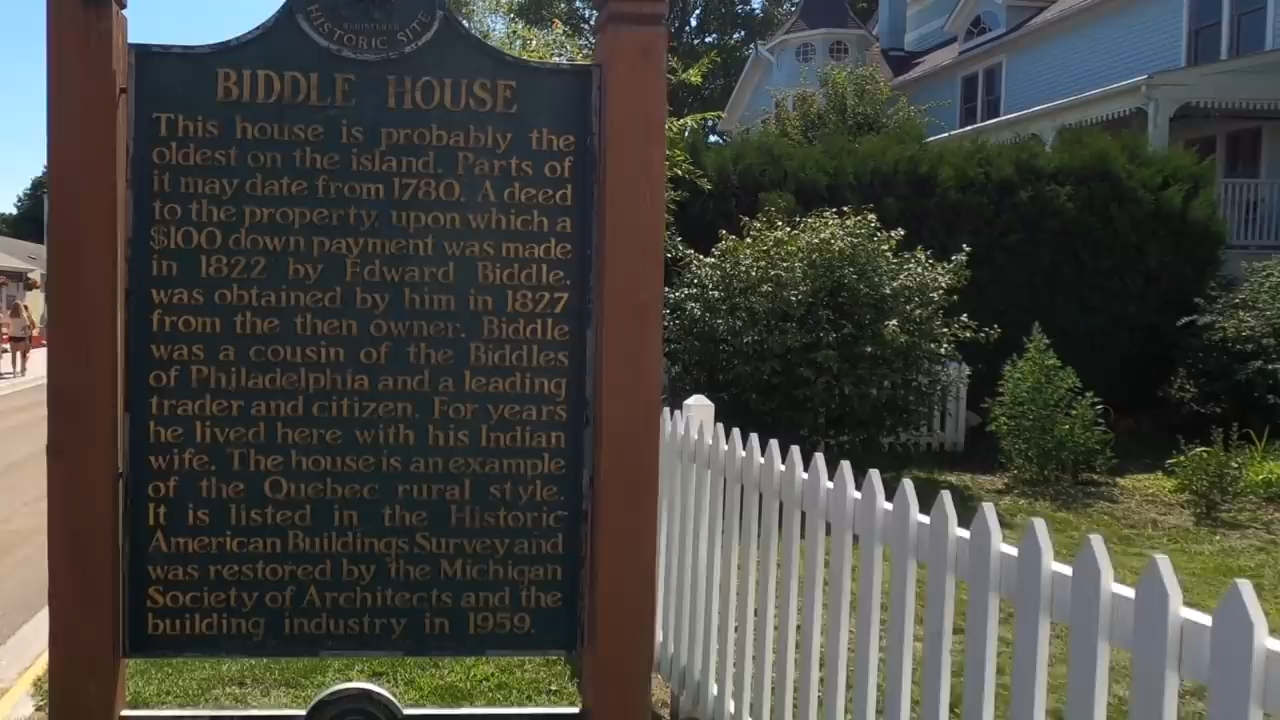 REGISTERED
HISTORIC SITE
BIDDLE HOUSE
This house is probably the
oldest on the island. Parts of
it may date from 1780. A deed
to the property, upon which a
$100 down payment was made
in 1822 by Edward Biddle,
was obtained by him in 1827
from the then owner. Biddle
was a cousin of the Biddles
of Philadelphia and a leading
trader and citizen. For years
he lived here with his Indian
wife. The house is an example
of the Quebec rural style.
It is listed in the Historic
American Buildings Survey and
was restored by the Michigan
Society of Architects and the
building industry in 1959.